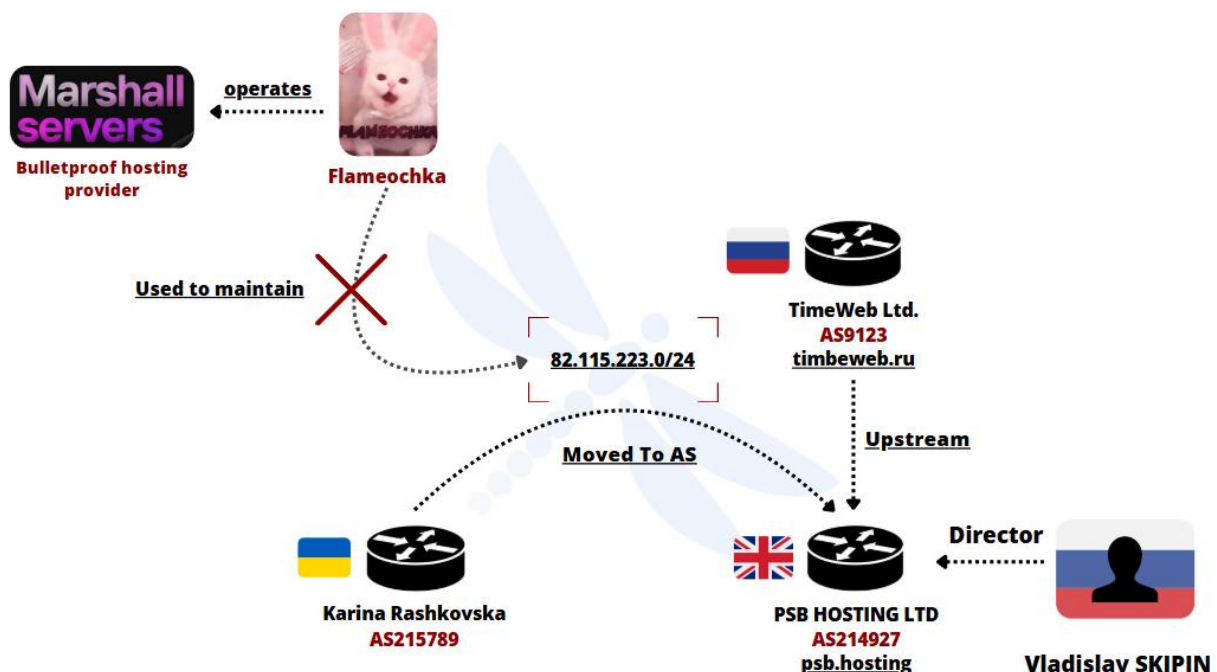 Marshall
servers
operates
FLAMEOCHKA
Bulletproof hosting
provider
Flameochka
Used to maintain
TimeWeb Ltd.
AS9123
timbeweb.ru
82.115.223.0/24
Upstream
Moved To AS
Director
Karina Rashkovska
AS215789
PSB HOSTING LTD
AS214927
psb.hosting
Vladislav SKIPIN